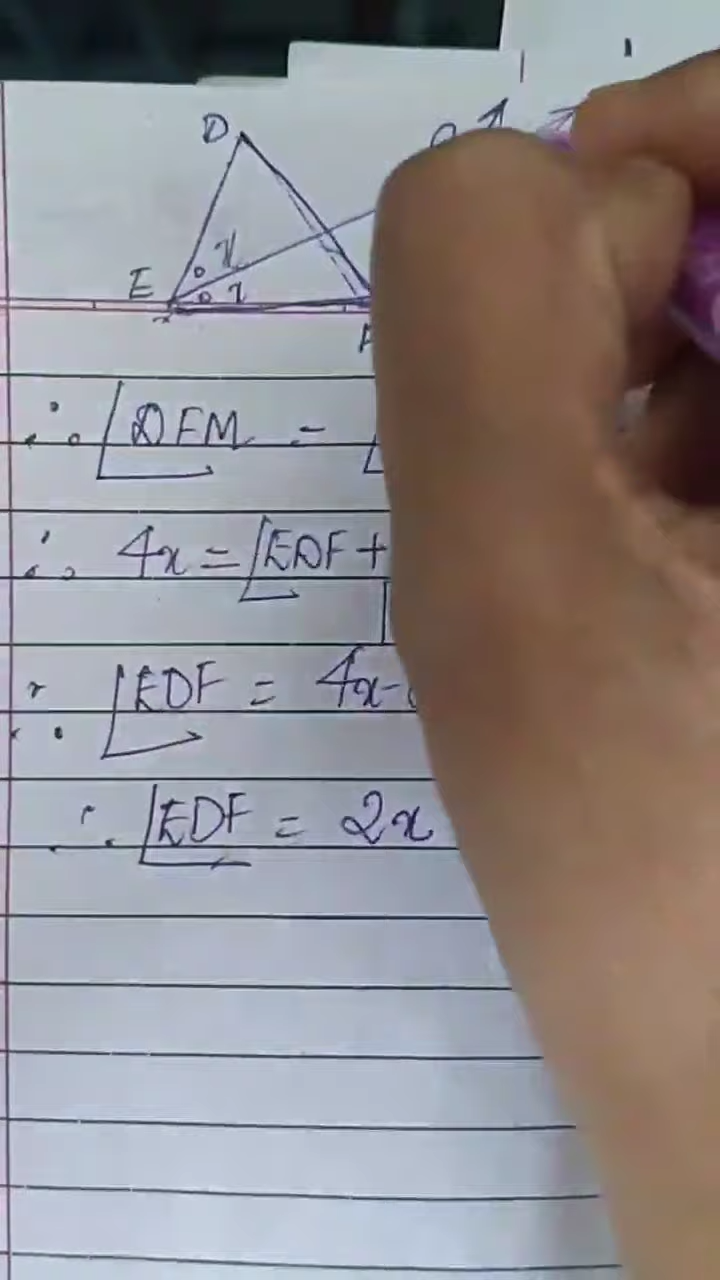 D
E x
x
∴ ∠DFM =
∴ 4x = ∠EDF +
∴ ∠EDF = 4x-
∴ ∠EDF = 2x